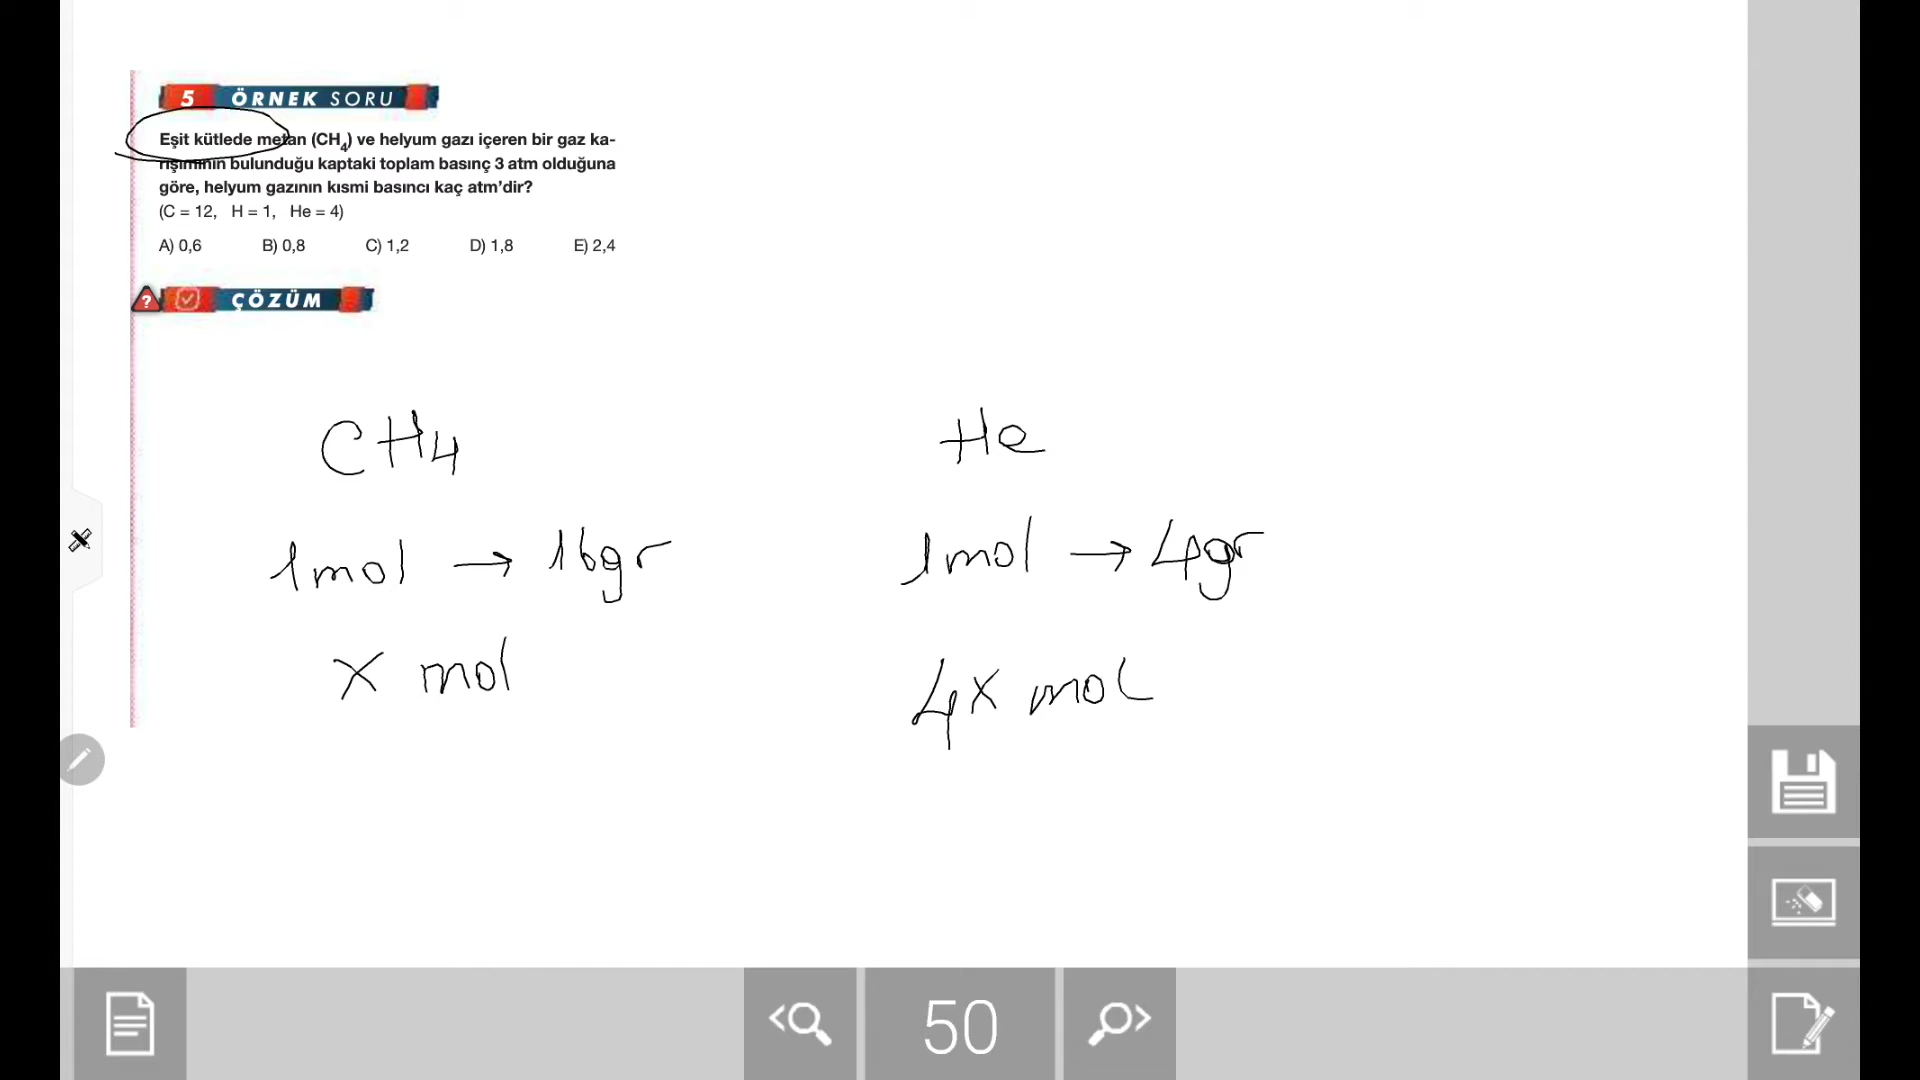 5 ÖRNEK SORU
Eşit kütlede metan (CH4) ve helyum gazı içeren bir gaz ka-
rışımının bulunduğu kaptaki toplam basınç 3 atm olduğuna
göre, helyum gazının kısmi basıncı kaç atm'dir?
(C = 12, H = 1, He = 4)
A) 0,6 B) 0,8 C) 1,2 D) 1,8 E) 2,4
? ÇÖZÜM
CH4 He
1mol → 16gr 1mol → 4gr
x mol 4x mol
50